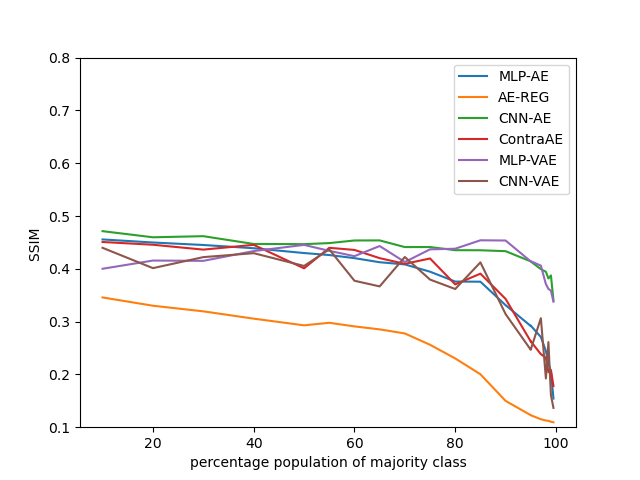 0.8
0.7
0.6
0.5
0.4
0.3
0.2
0.1
SSIM
20
40
60
80
100
percentage population of majority class
MLP-AE
AE-REG
CNN-AE
ContraAE
MLP-VAE
CNN-VAE